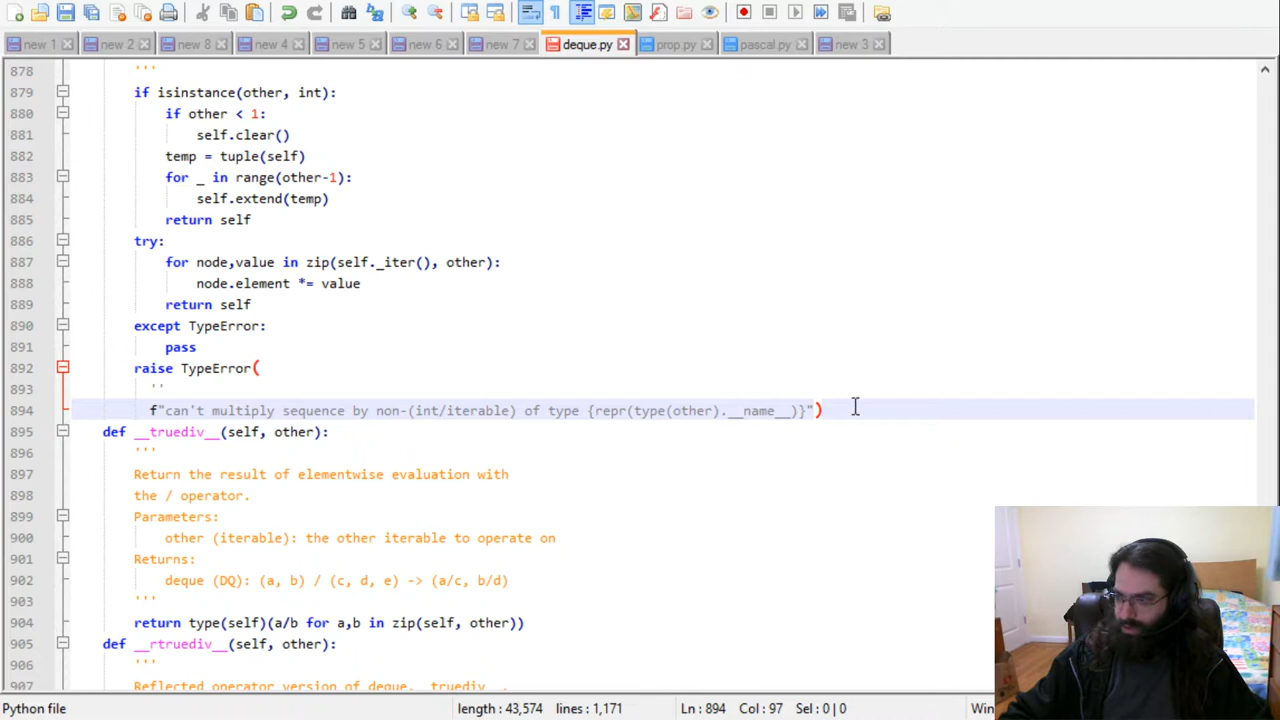 new 1 new 2 new 8 new 4 new 5 new 6 new 7 deque.py prop.py pascal.py new 3
878 '''
879 if isinstance(other, int):
880 if other < 1:
881 self.clear()
882 temp = tuple(self)
883 for _ in range(other-1):
884 self.extend(temp)
885 return self
886 try:
887 for node,value in zip(self._iter(), other):
888 node.element *= value
889 return self
890 except TypeError:
891 pass
892 raise TypeError(
893 ''
894 f"can't multiply sequence by non-(int/iterable) of type {repr(type(other).__name__)}")
895 def __truediv__(self, other):
896 '''
897 Return the result of elementwise evaluation with
898 the / operator.
899 Parameters:
900 other (iterable): the other iterable to operate on
901 Returns:
902 deque (DQ): (a, b) / (c, d, e) -> (a/c, b/d)
903 '''
904 return type(self)(a/b for a,b in zip(self, other))
905 def __rtruediv__(self, other):
906 '''
907 Reflected operator version of deque.__truediv__.
Python file length : 43,574 lines : 1,171 Ln : 894 Col : 97 Sel : 0 | 0 Win